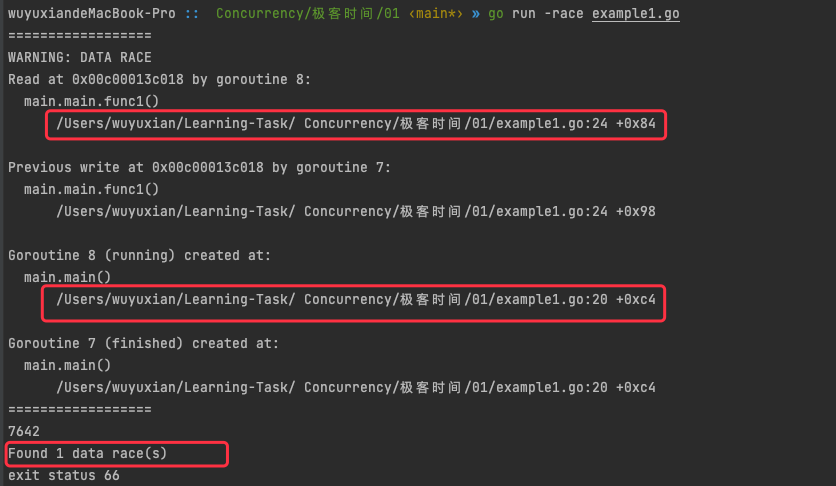 wuyuxiandeMacBook-Pro :: Concurrency/极客时间/01 ‹main*› » go run -race example1.go
==================
WARNING: DATA RACE
Read at 0x00c00013c018 by goroutine 8:
  main.main.func1()
      /Users/wuyuxian/Learning-Task/ Concurrency/极客时间/01/example1.go:24 +0x84

Previous write at 0x00c00013c018 by goroutine 7:
  main.main.func1()
      /Users/wuyuxian/Learning-Task/ Concurrency/极客时间/01/example1.go:24 +0x98

Goroutine 8 (running) created at:
  main.main()
      /Users/wuyuxian/Learning-Task/ Concurrency/极客时间/01/example1.go:20 +0xc4

Goroutine 7 (finished) created at:
  main.main()
      /Users/wuyuxian/Learning-Task/ Concurrency/极客时间/01/example1.go:20 +0xc4
==================
7642
Found 1 data race(s)
exit status 66